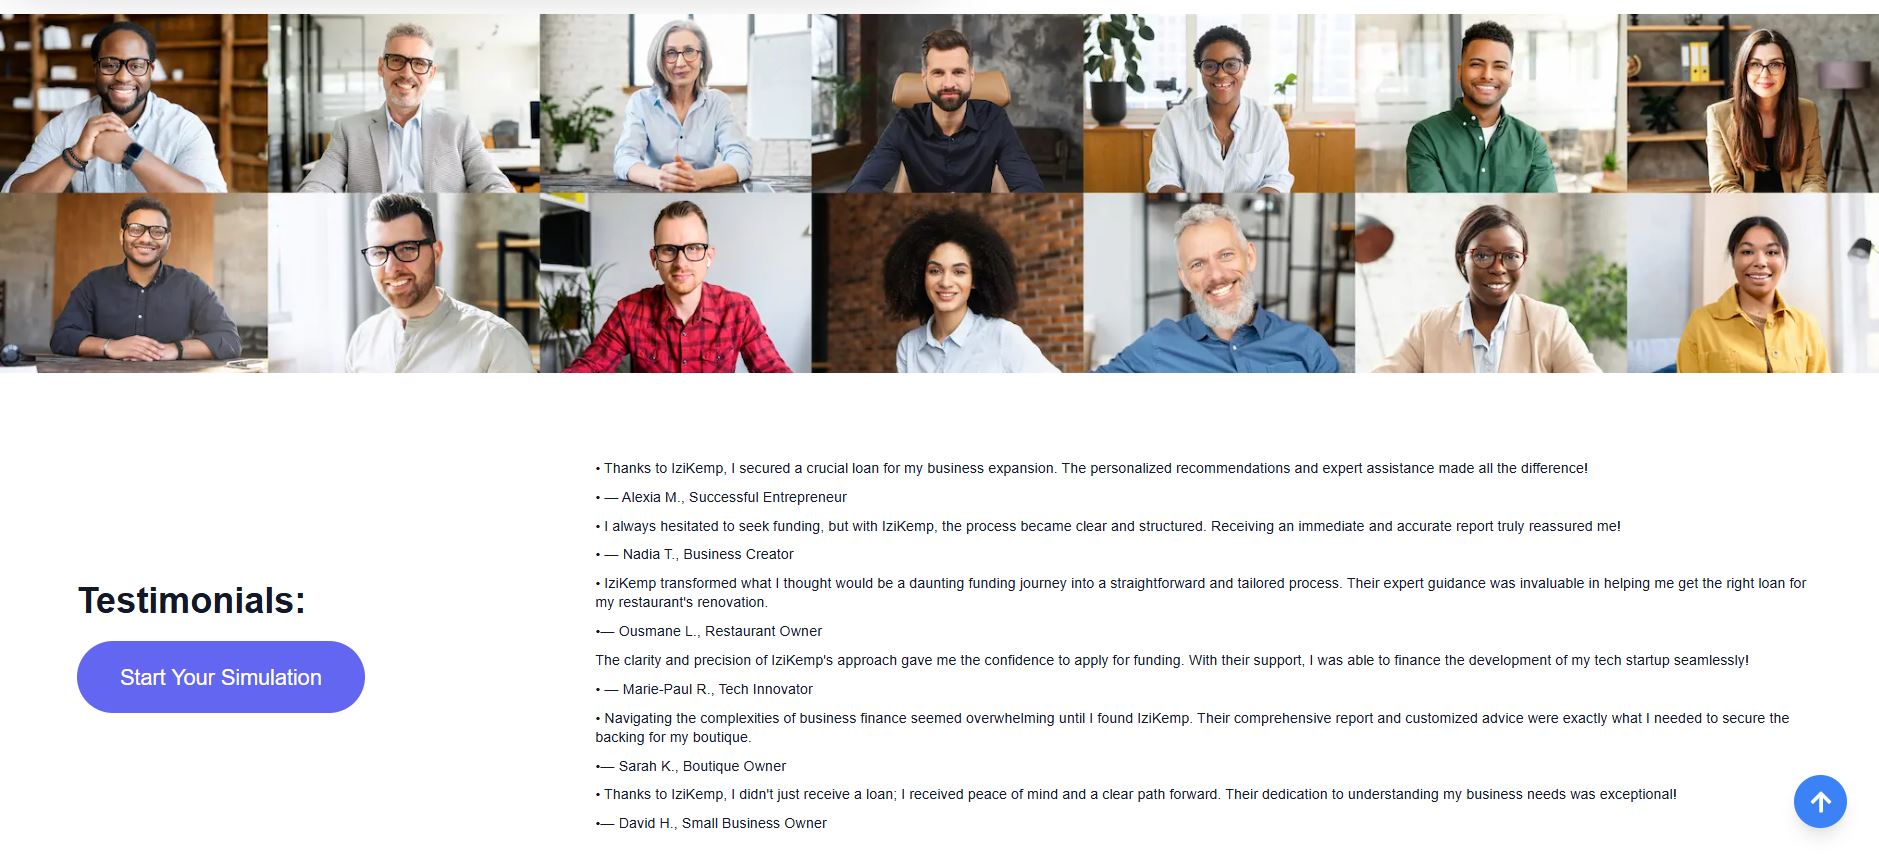 • Thanks to IziKemp, I secured a crucial loan for my business expansion. The personalized recommendations and expert assistance made all the difference!
• — Alexia M., Successful Entrepreneur
• I always hesitated to seek funding, but with IziKemp, the process became clear and structured. Receiving an immediate and accurate report truly reassured me!
• — Nadia T., Business Creator
• IziKemp transformed what I thought would be a daunting funding journey into a straightforward and tailored process. Their expert guidance was invaluable in helping me get the right loan for
my restaurant's renovation.
•— Ousmane L., Restaurant Owner
The clarity and precision of IziKemp's approach gave me the confidence to apply for funding. With their support, I was able to finance the development of my tech startup seamlessly!
• — Marie-Paul R., Tech Innovator
• Navigating the complexities of business finance seemed overwhelming until I found IziKemp. Their comprehensive report and customized advice were exactly what I needed to secure the
backing for my boutique.
•— Sarah K., Boutique Owner
• Thanks to IziKemp, I didn't just receive a loan; I received peace of mind and a clear path forward. Their dedication to understanding my business needs was exceptional!
•— David H., Small Business Owner
Testimonials:
Start Your Simulation